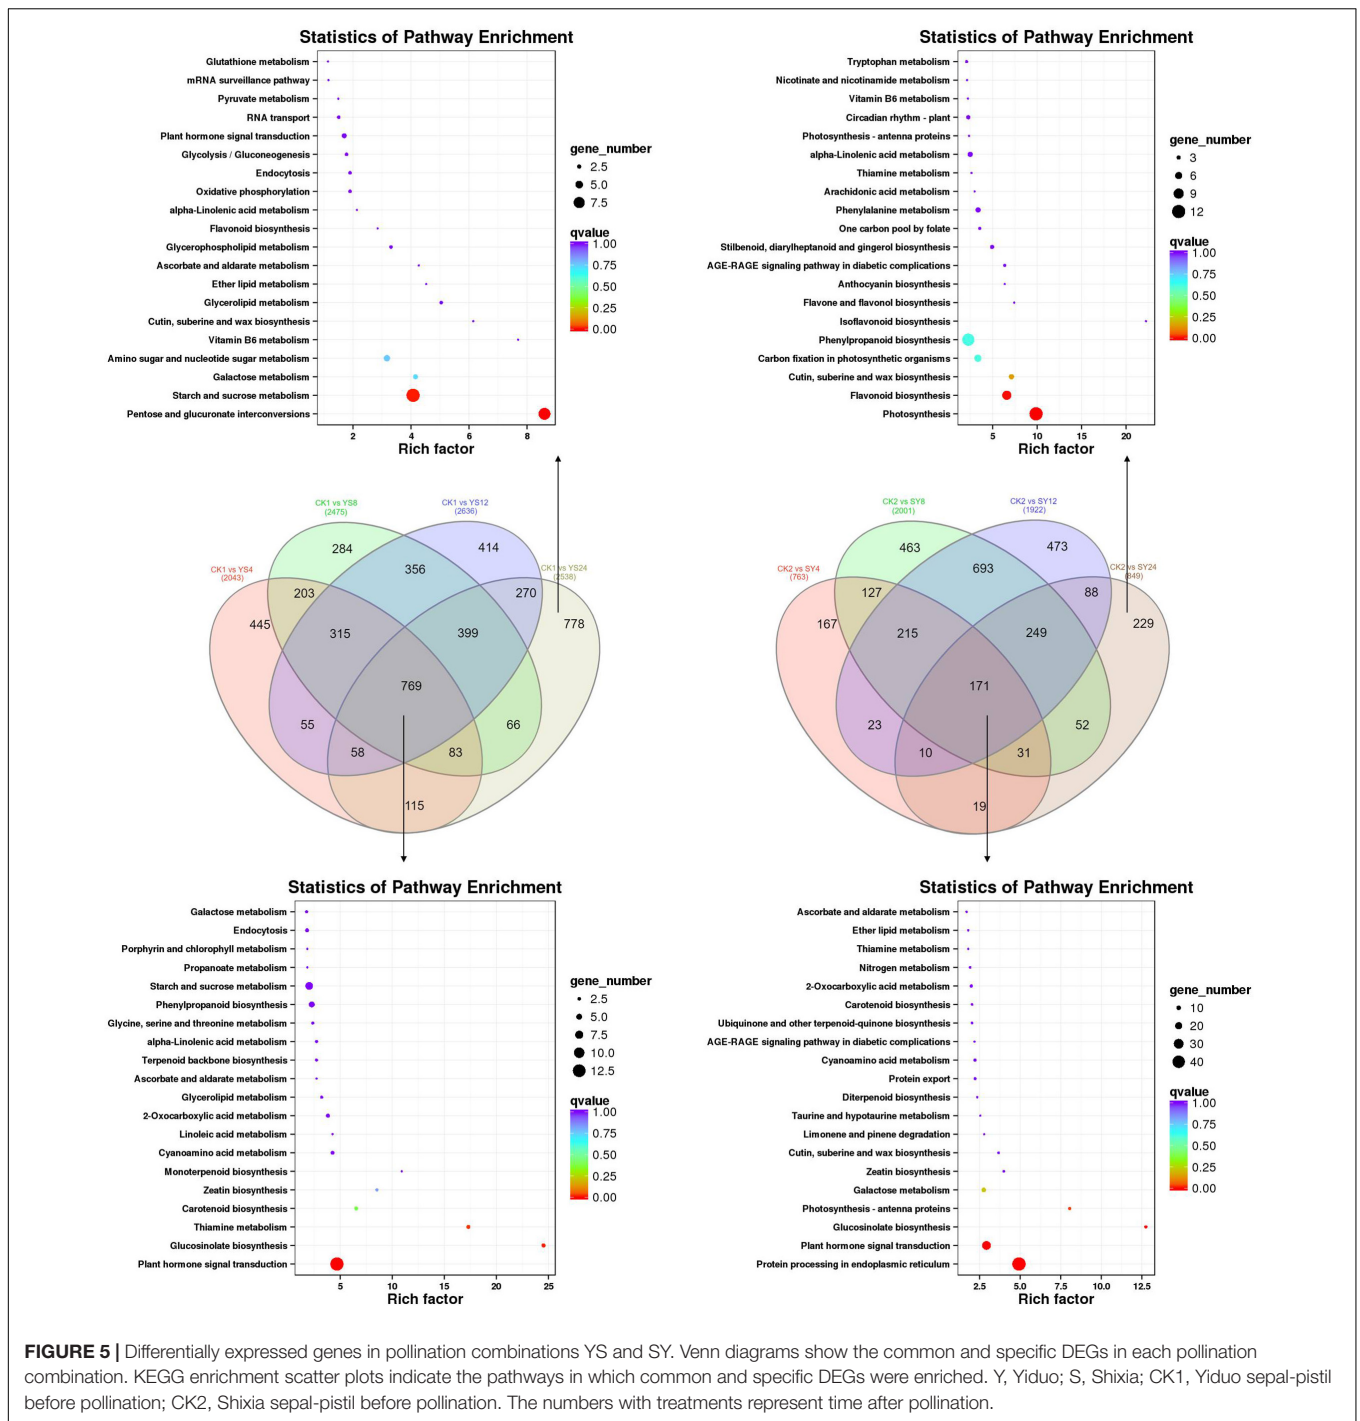 Statistics of Pathway Enrichment
Glutathione metabolism
mRNA surveillance pathway
Pyruvate metabolism
RNA transport
Plant hormone signal transduction
Glycolysis / Gluconeogenesis
Endocytosis
Oxidative phosphorylation
alpha-Linolenic acid metabolism
Flavonoid biosynthesis
Glycerophospholipid metabolism
Ascorbate and aldarate metabolism
Ether lipid metabolism
Glycerolipid metabolism
Cutin, suberine and wax biosynthesis
Vitamin B6 metabolism
Amino sugar and nucleotide sugar metabolism
Galactose metabolism
Starch and sucrose metabolism
Pentose and glucuronate interconversions
2 4 6 8
Rich factor
gene_number
2.5
5.0
7.5
qvalue
1.00
0.75
0.50
0.25
0.00
Statistics of Pathway Enrichment
Tryptophan metabolism
Nicotinate and nicotinamide metabolism
Vitamin B6 metabolism
Circadian rhythm - plant
Photosynthesis - antenna proteins
alpha-Linolenic acid metabolism
Thiamine metabolism
Arachidonic acid metabolism
Phenylalanine metabolism
One carbon pool by folate
Stilbenoid, diarylheptanoid and gingerol biosynthesis
AGE-RAGE signaling pathway in diabetic complications
Anthocyanin biosynthesis
Flavone and flavonol biosynthesis
Isoflavonoid biosynthesis
Phenylpropanoid biosynthesis
Carbon fixation in photosynthetic organisms
Cutin, suberine and wax biosynthesis
Flavonoid biosynthesis
Photosynthesis
5 10 15 20
Rich factor
gene_number
3
6
9
12
qvalue
1.00
0.75
0.50
0.25
0.00
CK1 vs YS8
(2475)
CK1 vs YS12
(2636)
CK1 vs YS4
(2043)
CK1 vs YS24
(2538)
284
414
356
203
270
445
315
399
778
769
55
66
58
83
115
CK2 vs SY8
(2001)
CK2 vs SY12
(1922)
CK2 vs SY4
(763)
CK2 vs SY24
(849)
463
473
693
127
88
167
215
249
229
171
23
52
10
31
19
Statistics of Pathway Enrichment
Galactose metabolism
Endocytosis
Porphyrin and chlorophyll metabolism
Propanoate metabolism
Starch and sucrose metabolism
Phenylpropanoid biosynthesis
Glycine, serine and threonine metabolism
alpha-Linolenic acid metabolism
Terpenoid backbone biosynthesis
Ascorbate and aldarate metabolism
Glycerolipid metabolism
2-Oxocarboxylic acid metabolism
Linoleic acid metabolism
Cyanoamino acid metabolism
Monoterpenoid biosynthesis
Zeatin biosynthesis
Carotenoid biosynthesis
Thiamine metabolism
Glucosinolate biosynthesis
Plant hormone signal transduction
5 10 15 20 25
Rich factor
gene_number
2.5
5.0
7.5
10.0
12.5
qvalue
1.00
0.75
0.50
0.25
0.00
Statistics of Pathway Enrichment
Ascorbate and aldarate metabolism
Ether lipid metabolism
Thiamine metabolism
Nitrogen metabolism
2-Oxocarboxylic acid metabolism
Carotenoid biosynthesis
Ubiquinone and other terpenoid-quinone biosynthesis
AGE-RAGE signaling pathway in diabetic complications
Cyanoamino acid metabolism
Protein export
Diterpenoid biosynthesis
Taurine and hypotaurine metabolism
Limonene and pinene degradation
Cutin, suberine and wax biosynthesis
Zeatin biosynthesis
Galactose metabolism
Photosynthesis - antenna proteins
Glucosinolate biosynthesis
Plant hormone signal transduction
Protein processing in endoplasmic reticulum
2.5 5.0 7.5 10.0 12.5
Rich factor
gene_number
10
20
30
40
qvalue
1.00
0.75
0.50
0.25
0.00
FIGURE 5 | Differentially expressed genes in pollination combinations YS and SY. Venn diagrams show the common and specific DEGs in each pollination
combination. KEGG enrichment scatter plots indicate the pathways in which common and specific DEGs were enriched. Y, Yiduo; S, Shixia; CK1, Yiduo sepal-pistil
before pollination; CK2, Shixia sepal-pistil before pollination. The numbers with treatments represent time after pollination.